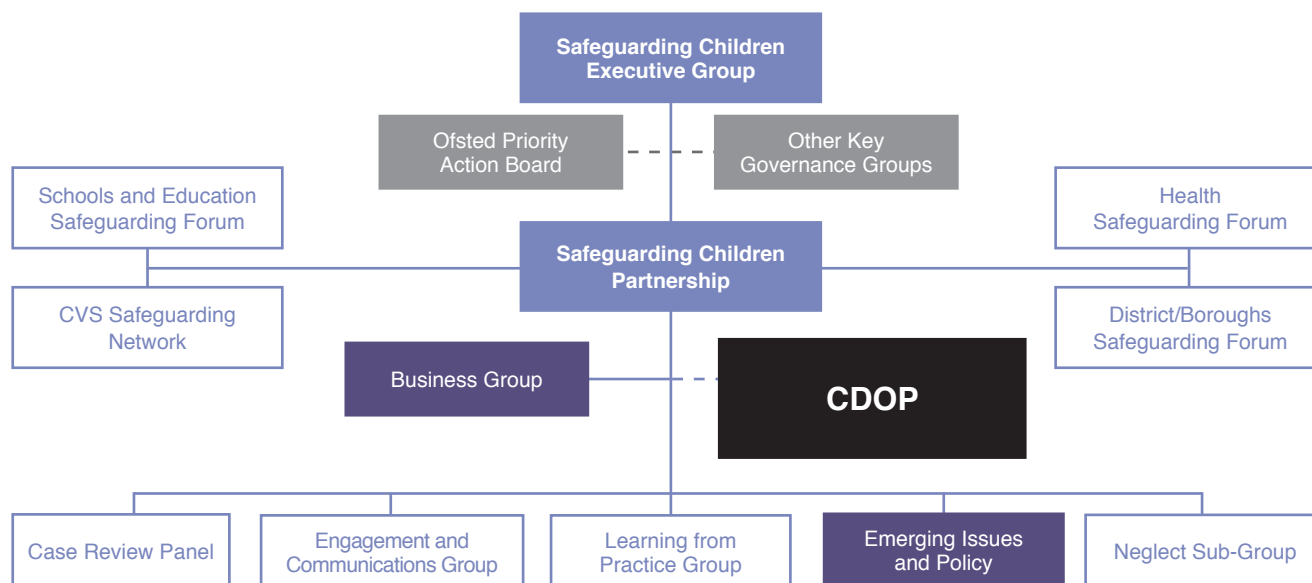 Safeguarding Children
Executive Group
Ofsted Priority
Action Board
Other Key
Governance Groups
Schools and Education
Safeguarding Forum
Health
Safeguarding Forum
Safeguarding Children
Partnership
CVS Safeguarding
Network
District/Boroughs
Safeguarding Forum
Business Group
CDOP
Case Review Panel
Engagement and
Communications Group
Learning from
Practice Group
Emerging Issues
and Policy
Neglect Sub-Group